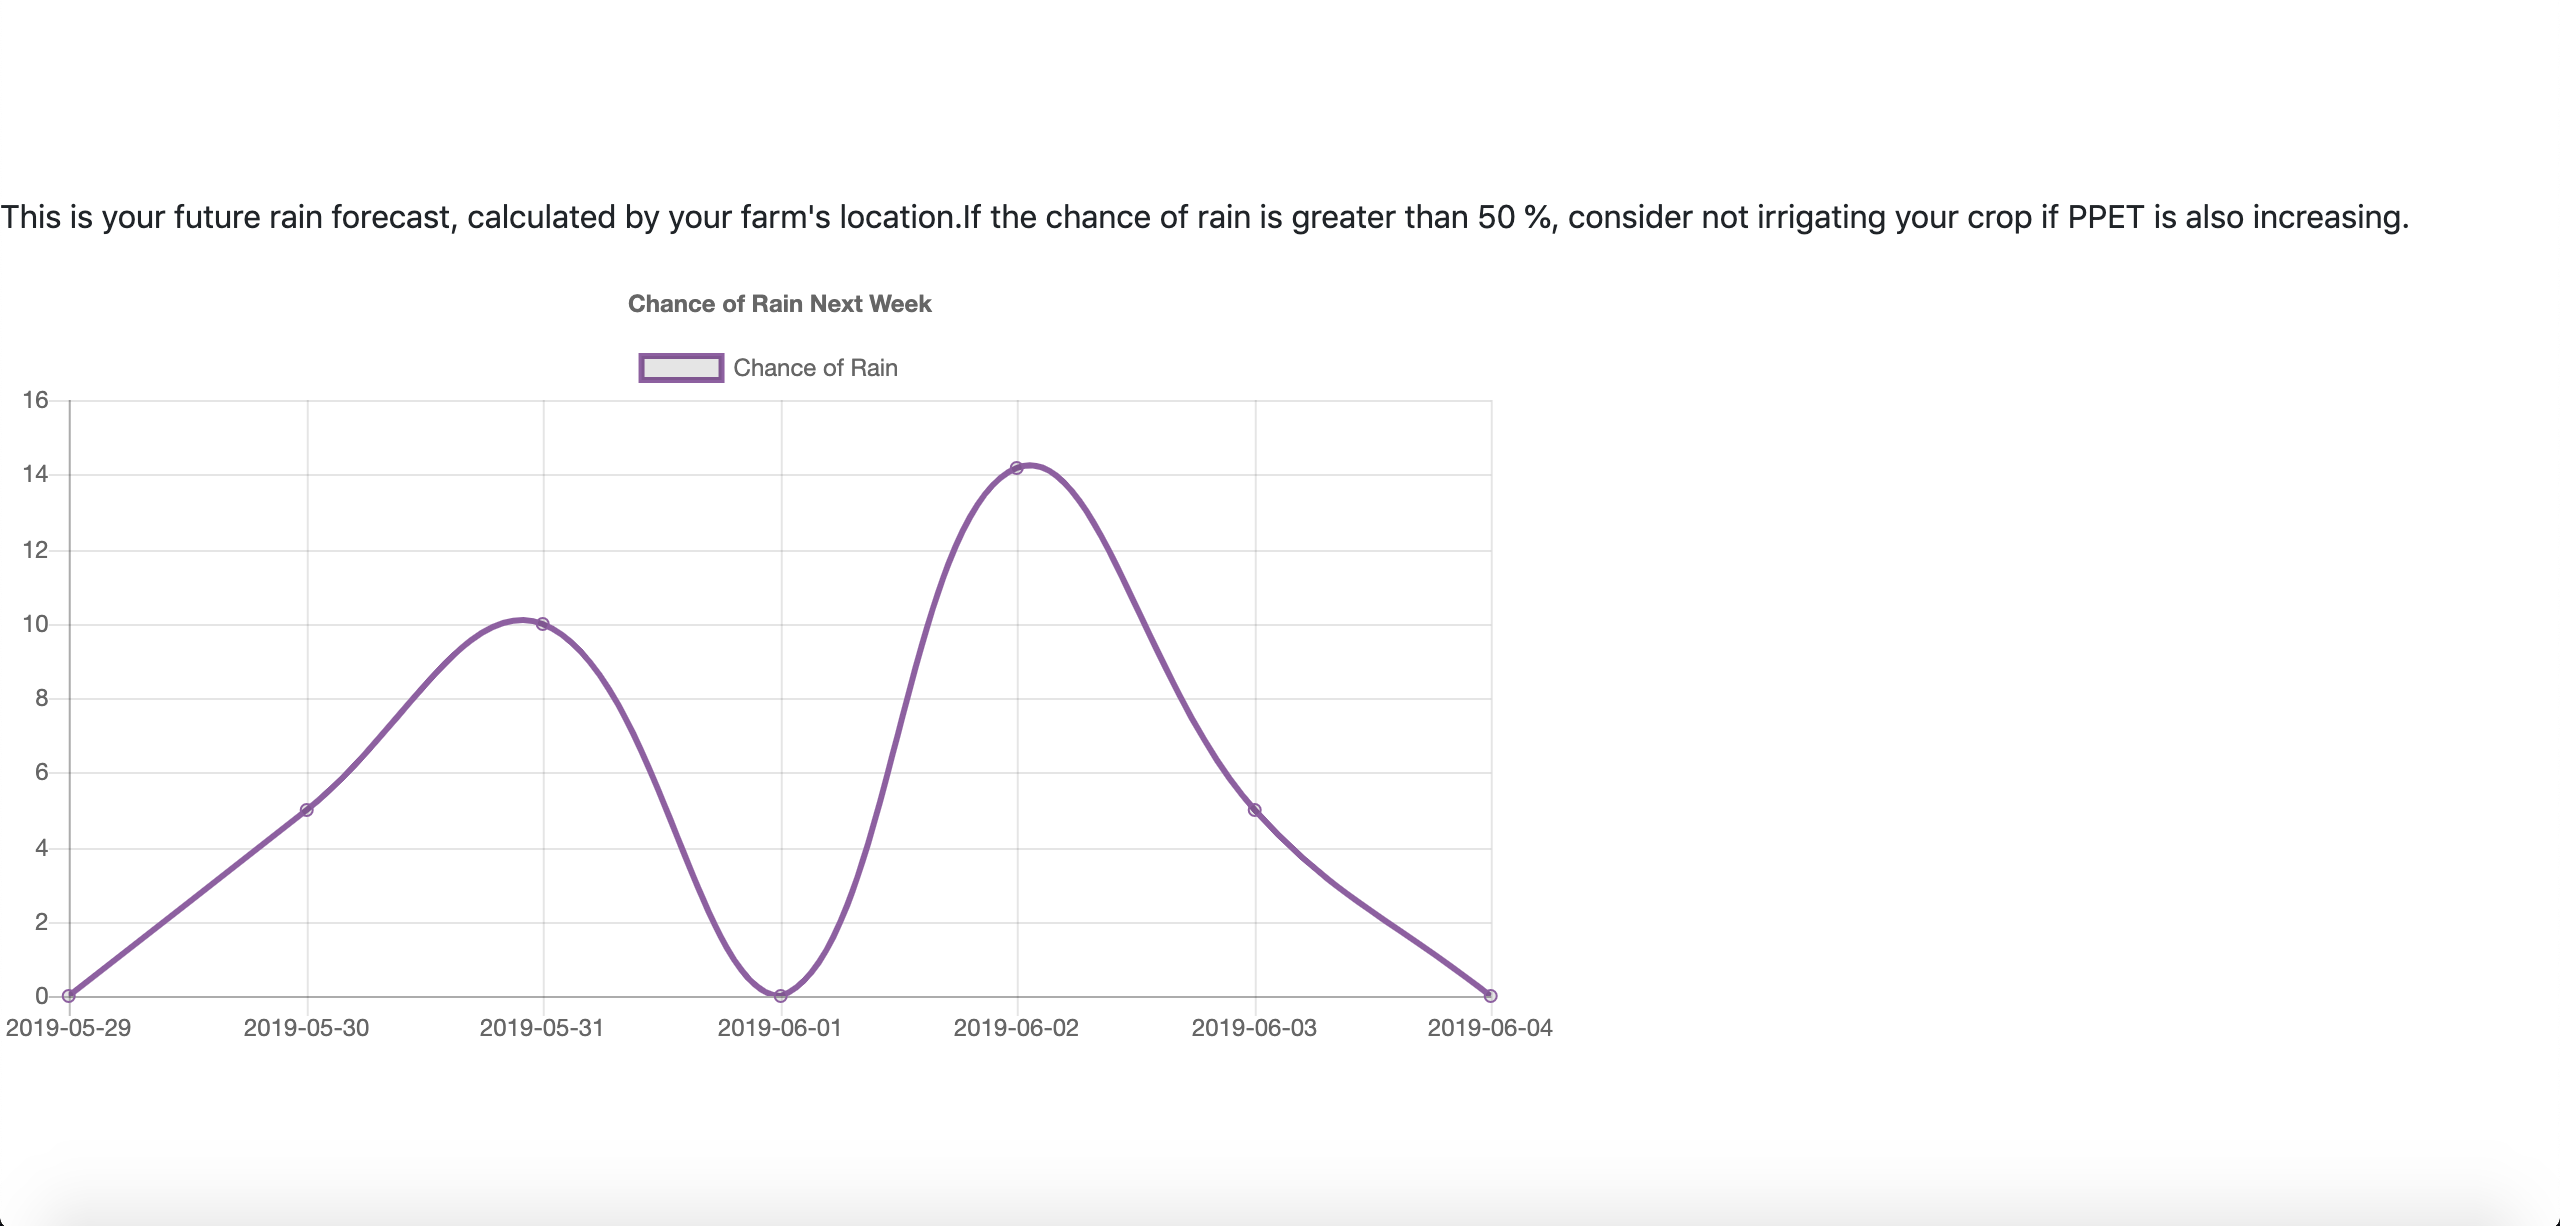 This is your future rain forecast, calculated by your farm's location.If the chance of rain is greater than 50 %, consider not irrigating your crop if PPET is also increasing.
Chance of Rain Next Week
Chance of Rain
16
14
12
10
8
6
4
2
0
2019-05-29 2019-05-30 2019-05-31 2019-06-01 2019-06-02 2019-06-03 2019-06-04